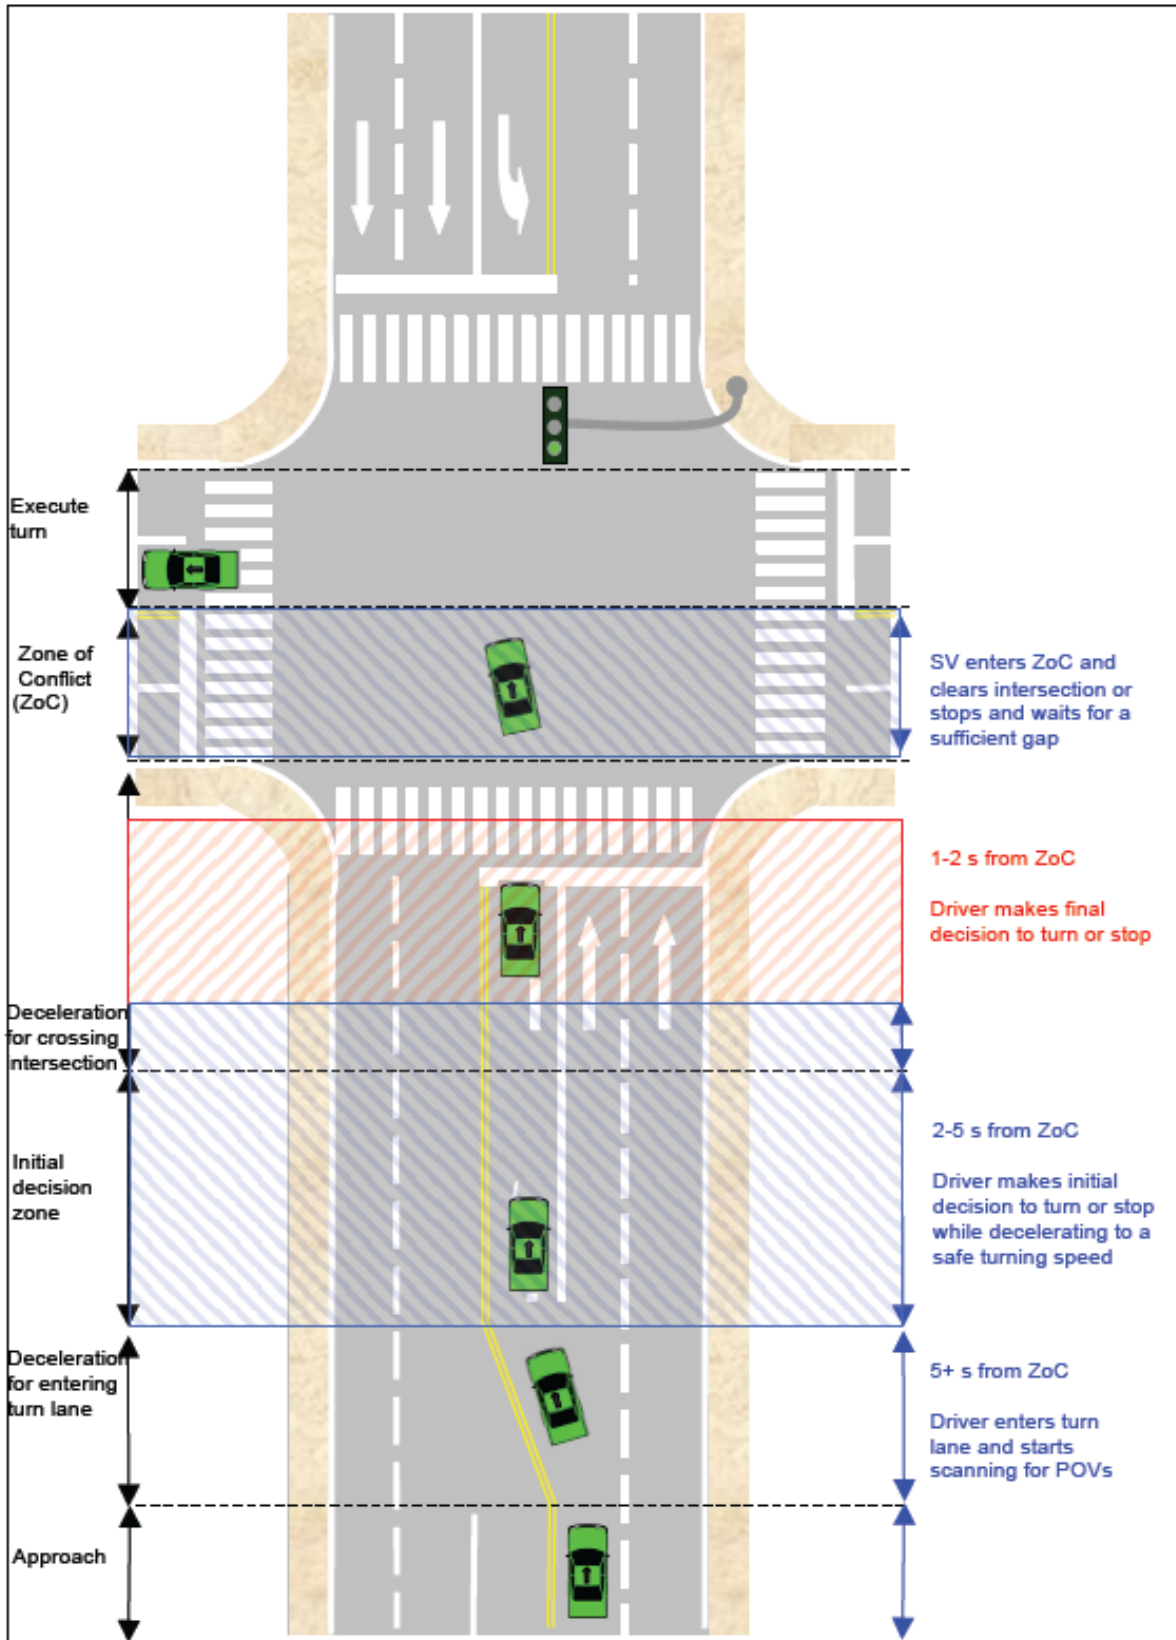 Execute
turn
Zone of
Conflict
(ZoC)
SV enters ZoC and
clears intersection or
stops and waits for a
sufficient gap
1-2 s from ZoC
Driver makes final
decision to turn or stop
Deceleration
for crossing
intersection
Initial
decision
zone
2-5 s from ZoC
Driver makes initial
decision to turn or stop
while decelerating to a
safe turning speed
Deceleration
for entering
turn lane
5+ s from ZoC
Driver enters turn
lane and starts
scanning for POVs
Approach